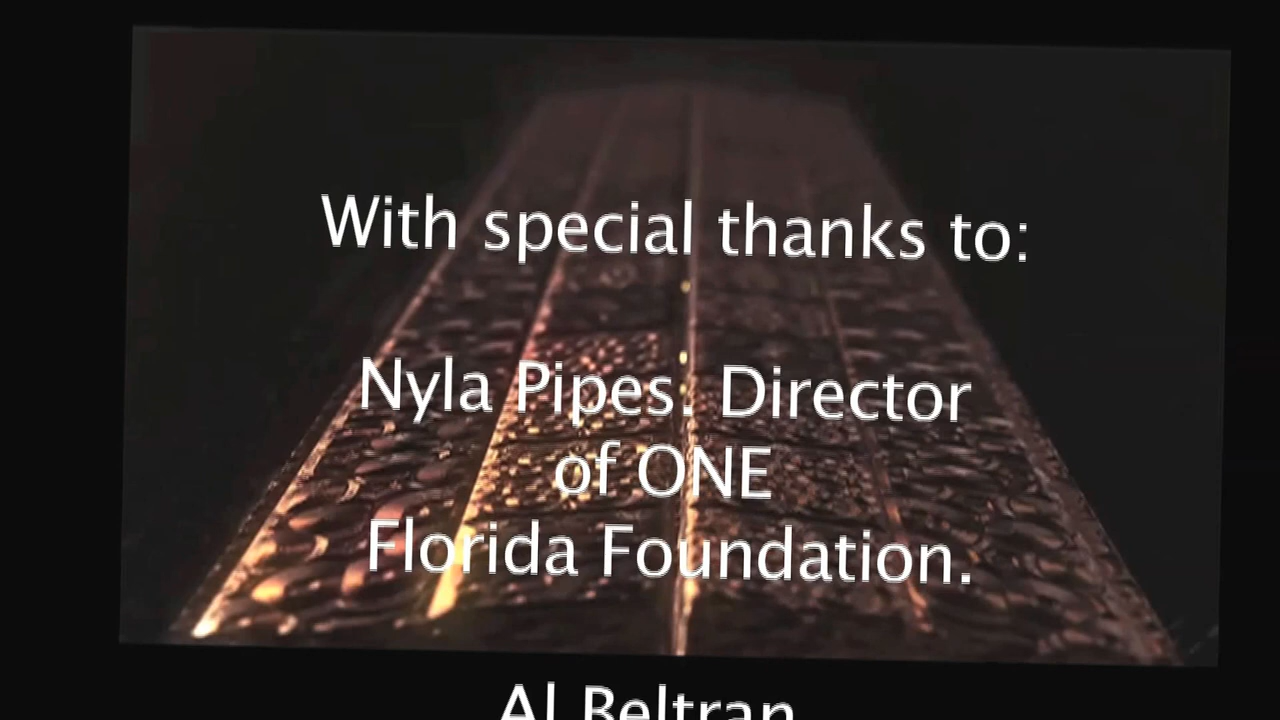 With special thanks to:
Nyla Pipes. Director
of ONE
Florida Foundation.
Al Beltran